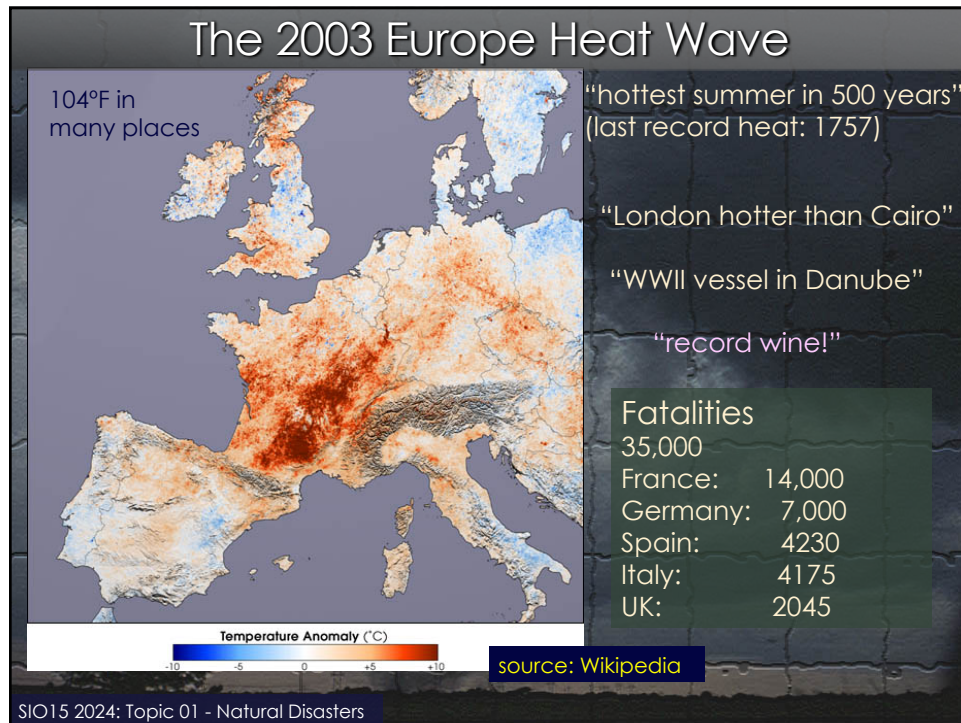 The 2003 Europe Heat Wave
104ºF in
many places
“hottest summer in 500 years”
(last record heat: 1757)
“London hotter than Cairo”
“WWII vessel in Danube”
“record wine!”
Fatalities
35,000
France: 14,000
Germany: 7,000
Spain: 4230
Italy: 4175
UK: 2045
Temperature Anomaly (°C)
-10 -5 0 +5 +10
source: Wikipedia
SIO15 2024: Topic 01 - Natural Disasters